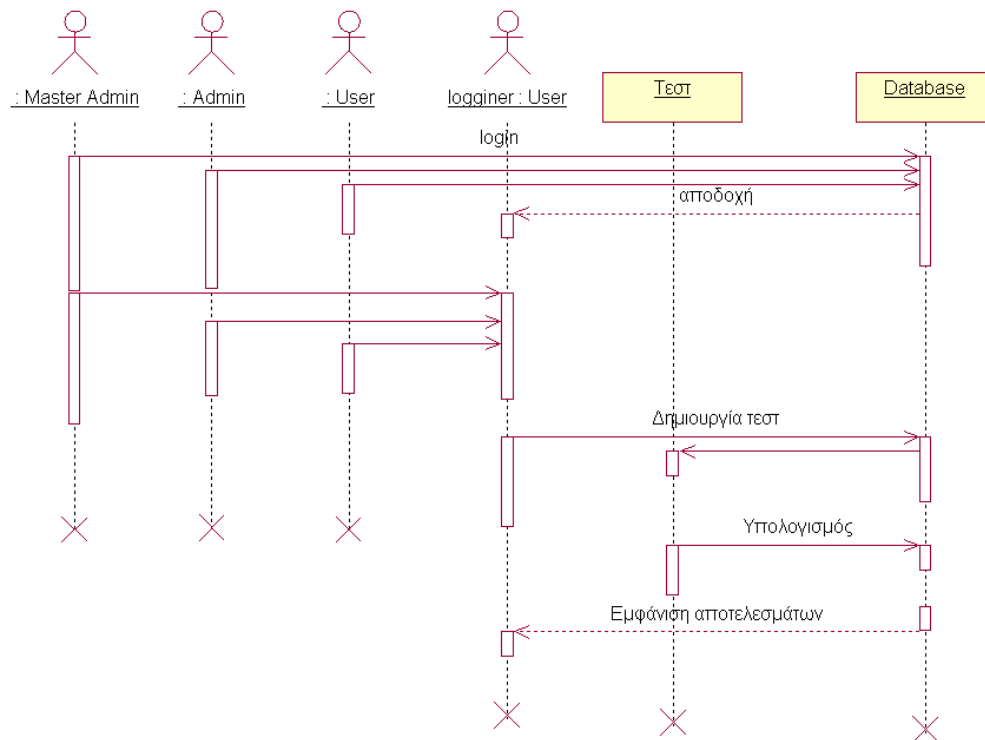 : Master Admin
: Admin
: User
logginer : User
Τεστ
Database
login
αποδοχή
Δημιουργία τεστ
Υπολογισμός
Εμφάνιση αποτελεσμάτων